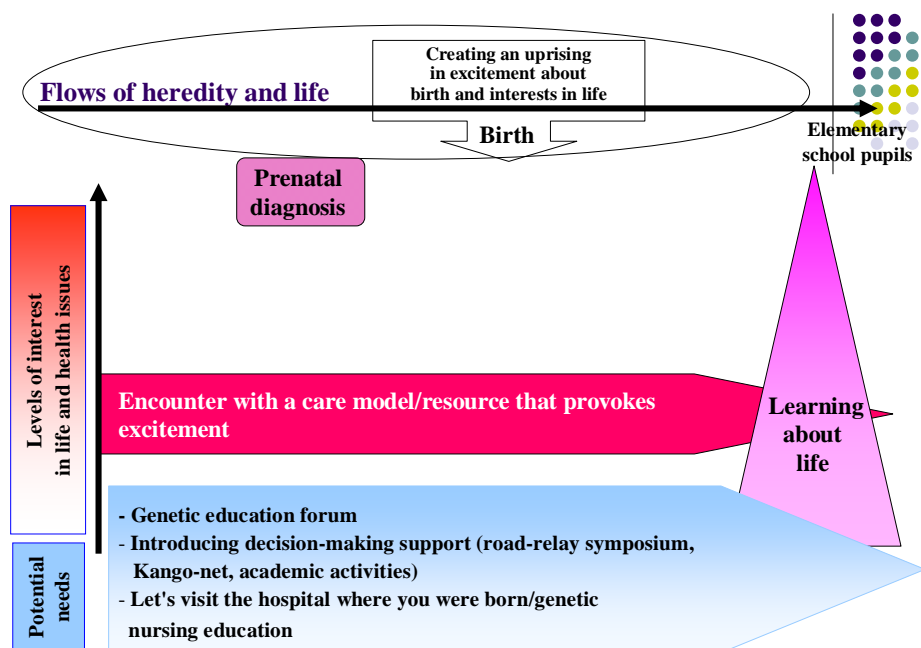 Creating an uprising
in excitement about
birth and interests in life
Flows of heredity and life
Birth
Elementary
school pupils
Prenatal
diagnosis
Levels of interest
in life and health issues
Encounter with a care model/resource that provokes
excitement
Learning
about
life
Potential
needs
- Genetic education forum
- Introducing decision-making support (road-relay symposium,
Kango-net, academic activities)
- Let's visit the hospital where you were born/genetic
nursing education